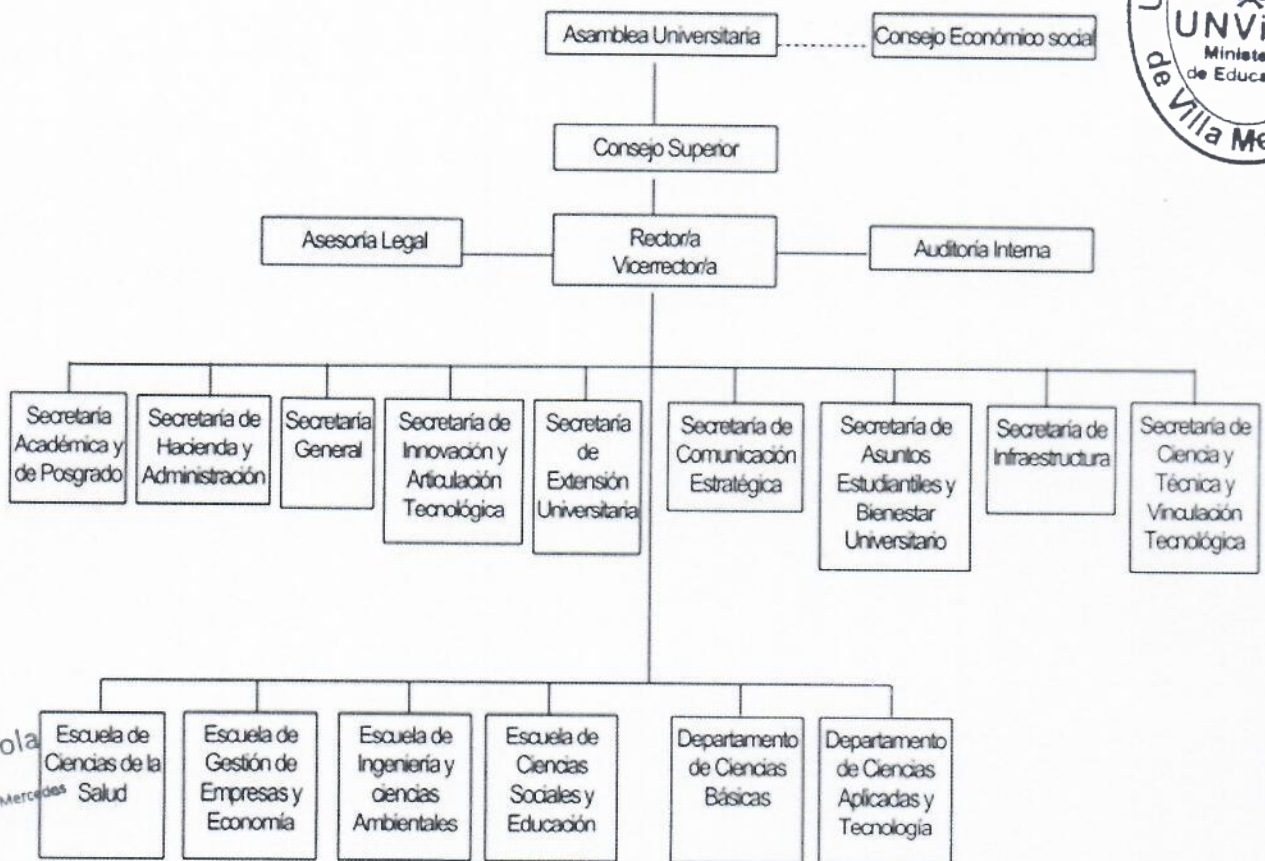 Asamblea Universitaria
Consejo Económico social
UNVi
Ministe
de Educa
de Villa Me
Consejo Superior
Asesoría Legal
Rector/a
Vicerrector/a
Auditoría Interna
Secretaría
Académica y
de Posgrado
Secretaría de
Hacienda y
Administración
Secretaría
General
Secretaría de
Innovación y
Articulación
Tecnológica
Secretaría
de
Extensión
Universitaria
Secretaría de
Comunicación
Estratégica
Secretaría de
Asuntos
Estudiantiles y
Bienestar
Universitario
Secretaría de
Infraestructura
Secretaría de
Ciencia y
Técnica y
Vinculación
Tecnológica
ola
Mercedes
Escuela de
Ciencias de la
Salud
Escuela de
Gestión de
Empresas y
Economía
Escuela de
Ingeniería y
ciencias
Ambientales
Escuela de
Ciencias
Sociales y
Educación
Departamento
de Ciencias
Básicas
Departamento
de Ciencias
Aplicadas y
Tecnología